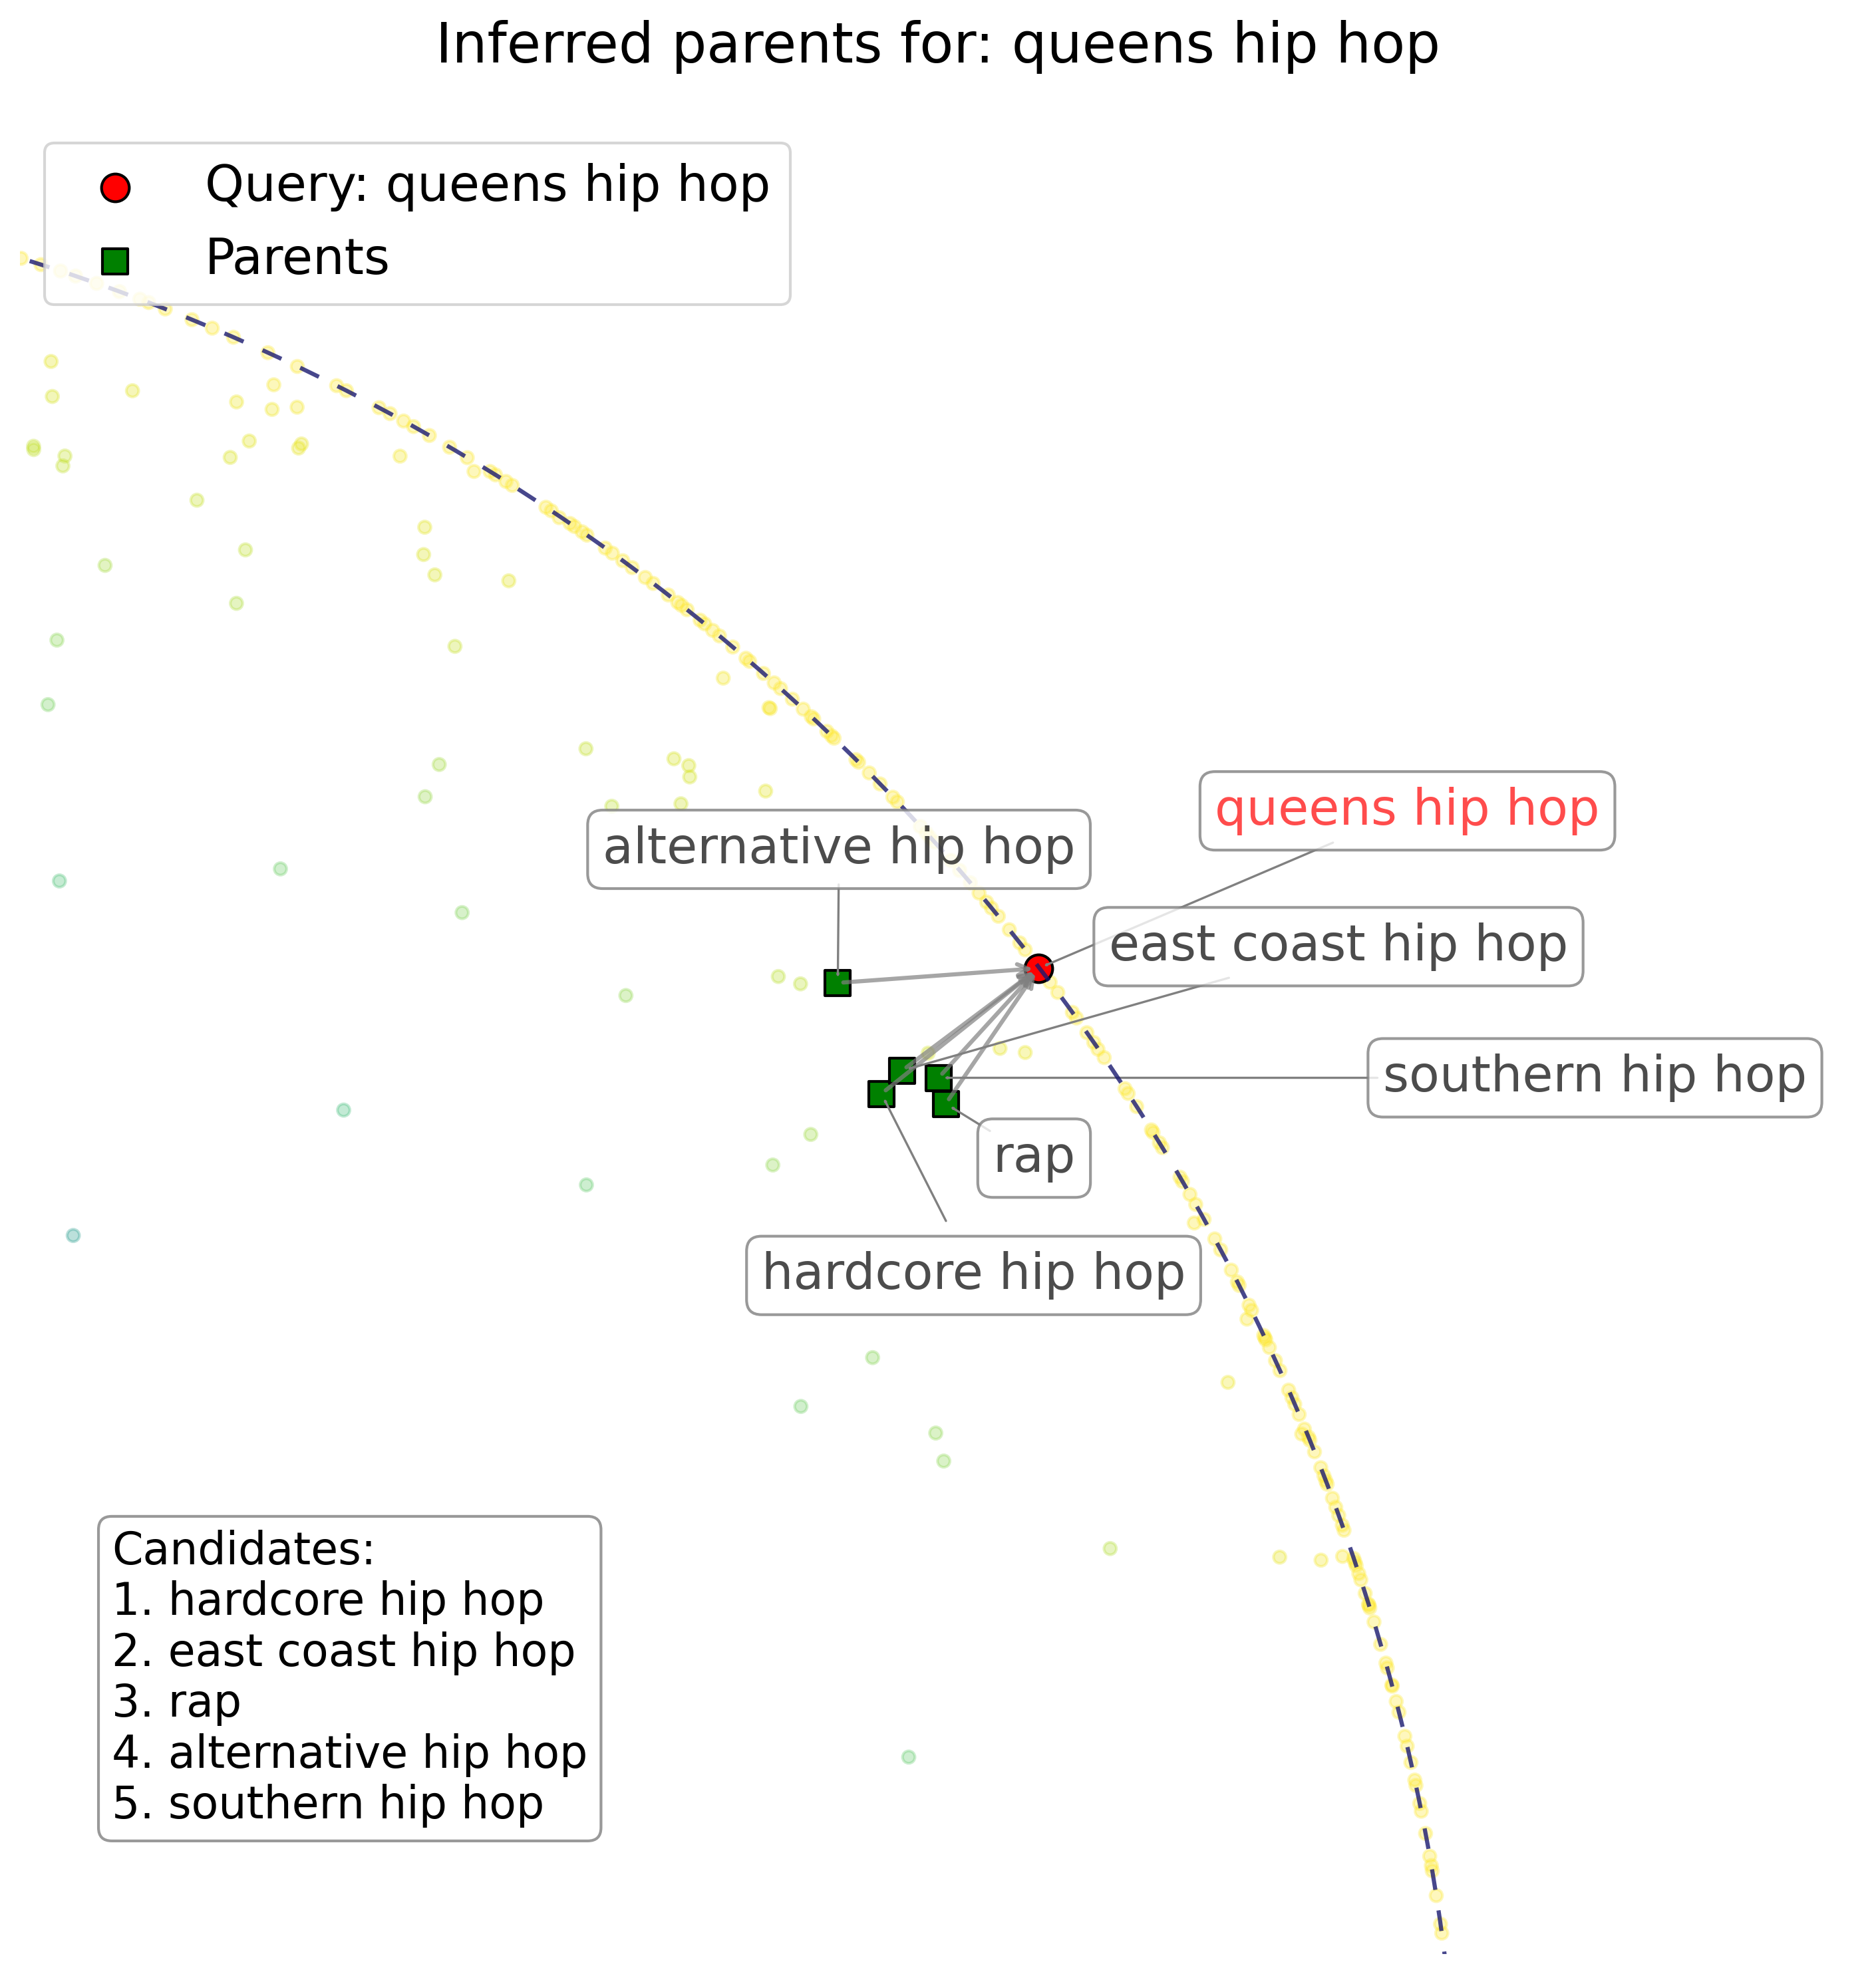 Inferred parents for: queens hip hop
Query: queens hip hop
Parents
queens hip hop
alternative hip hop
east coast hip hop
southern hip hop
rap
hardcore hip hop
Candidates:
1. hardcore hip hop
2. east coast hip hop
3. rap
4. alternative hip hop
5. southern hip hop